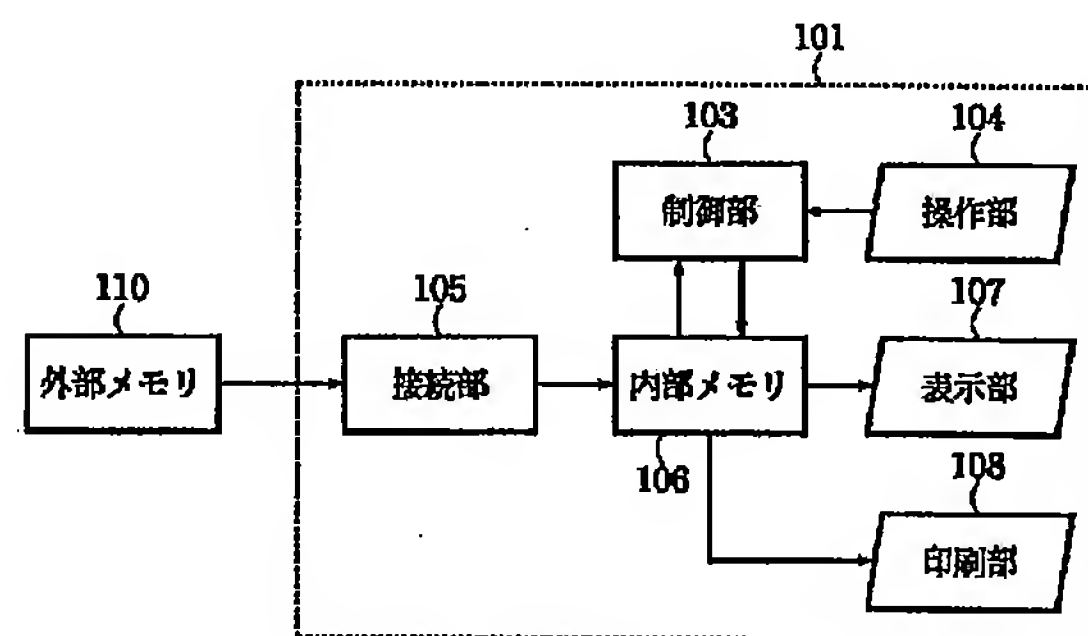 101
103
104
制御部
操作部
110
105
107
外部メモリ
接続部
内部メモリ
表示部
106
108
印刷部